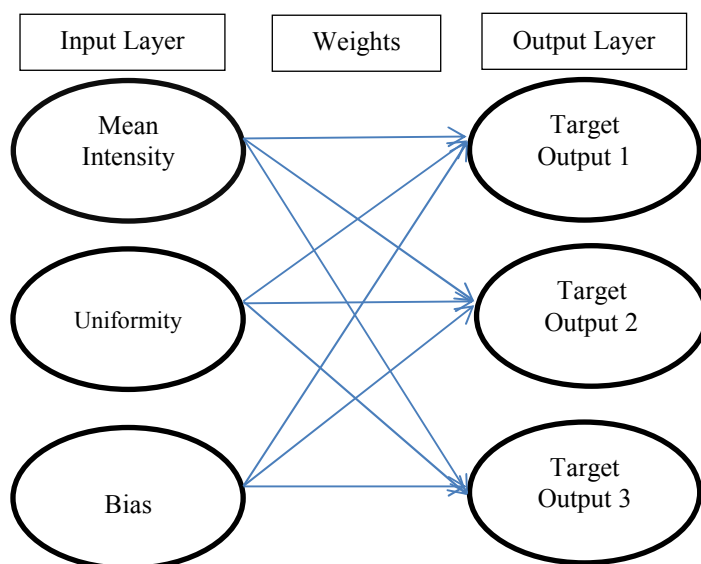 Input Layer
Weights
Output Layer
Mean
Intensity
Target
Output 1
Uniformity
Target
Output 2
Bias
Target
Output 3